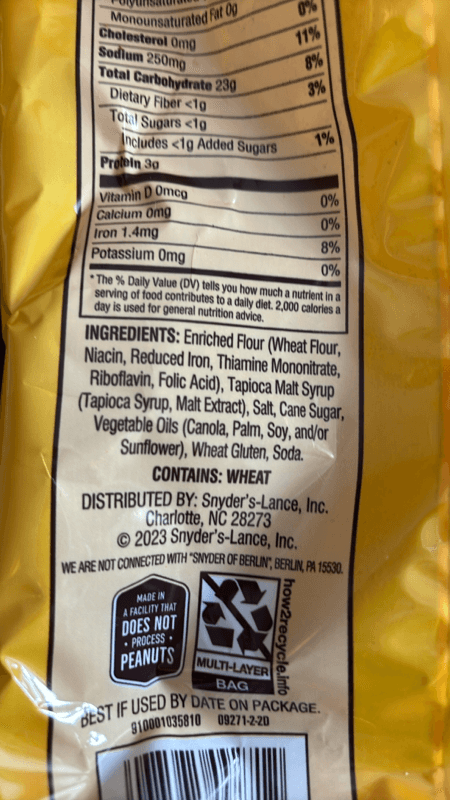 Monounsaturated Fat 0g
0%
Cholesterol 0mg
Sodium 250mg
11%
Total Carbohydrate 23g
8%
Dietary Fiber <1g
3%
Total Sugars <1g
Includes <1g Added Sugars
1%
Protein 3g
Vitamin D 0mcg
0%
Calcium 0mg
0%
Iron 1.4mg
8%
Potassium 0mg
0%
* The % Daily Value (DV) tells you how much a nutrient in a
serving of food contributes to a daily diet. 2,000 calories a
day is used for general nutrition advice.
INGREDIENTS: Enriched Flour (Wheat Flour,
Niacin, Reduced Iron, Thiamine Mononitrate,
Riboflavin, Folic Acid), Tapioca Malt Syrup
(Tapioca Syrup, Malt Extract), Salt, Cane Sugar,
Vegetable Oils (Canola, Palm, Soy, and/or
Sunflower), Wheat Gluten, Soda.
CONTAINS: WHEAT
DISTRIBUTED BY: Snyder's-Lance, Inc.
Charlotte, NC 28273
© 2023 Snyder's-Lance, Inc.
WE ARE NOT CONNECTED WITH "SNYDER OF BERLIN", BERLIN, PA 15530.
MADE IN
A FACILITY THAT
DOES NOT
• PROCESS •
PEANUTS
MULTI-LAYER
BAG
how2recycle.info
BEST IF USED BY DATE ON PACKAGE.
910001035810 09271-2-20